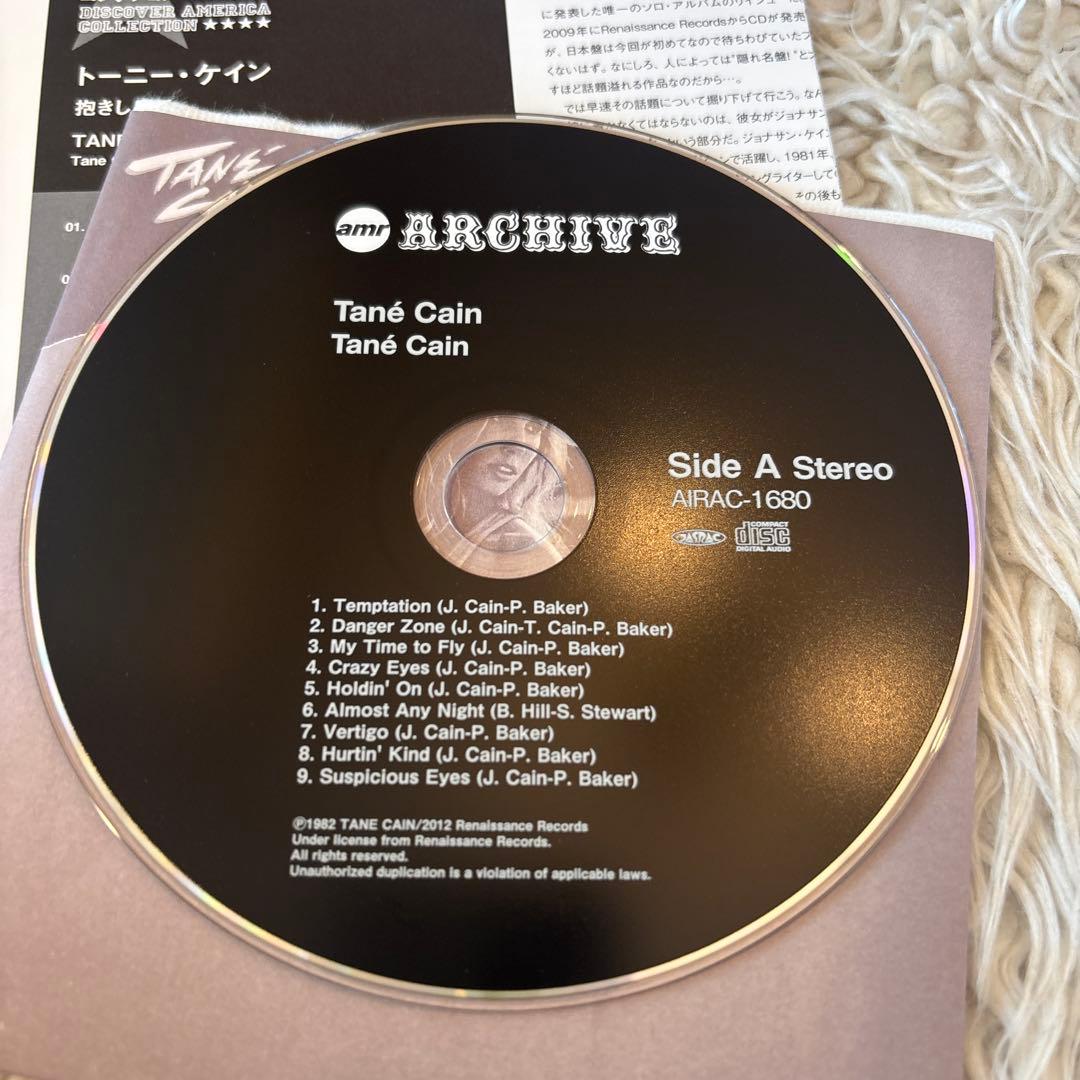 DISCOVER AMERICA
COLLECTION ★★★★
トーニー・ケイン
抱きし
TANE
Tane
01.
に発表した唯一のソロ・アルバムのリイシュー
2009年にRenaissance RecordsからCDが発売
が、日本盤は今回が初めてなので待ちわびていたフ
くないはず。なにしろ、人によっては"隠れ名盤!"と
すほど話題溢れる作品なのだから…。
では早速その話題について掘り下げて行こう。なん
なくてはならないのは、彼女がジョナサン
という部分だ。ジョナサン・ケイン
ンで活躍し、1981年、
ングライターして
その後も
TANÉ
amr ARCHIVE
Tané Cain
Tané Cain
Side A Stereo
AIRAC-1680
JASRAC COMPACT disc DIGITAL AUDIO
1. Temptation (J. Cain-P. Baker)
2. Danger Zone (J. Cain-T. Cain-P. Baker)
3. My Time to Fly (J. Cain-P. Baker)
4. Crazy Eyes (J. Cain-P. Baker)
5. Holdin' On (J. Cain-P. Baker)
6. Almost Any Night (B. Hill-S. Stewart)
7. Vertigo (J. Cain-P. Baker)
8. Hurtin' Kind (J. Cain-P. Baker)
9. Suspicious Eyes (J. Cain-P. Baker)
Ⓟ1982 TANE CAIN/2012 Renaissance Records
Under license from Renaissance Records.
All rights reserved.
Unauthorized duplication is a violation of applicable laws.